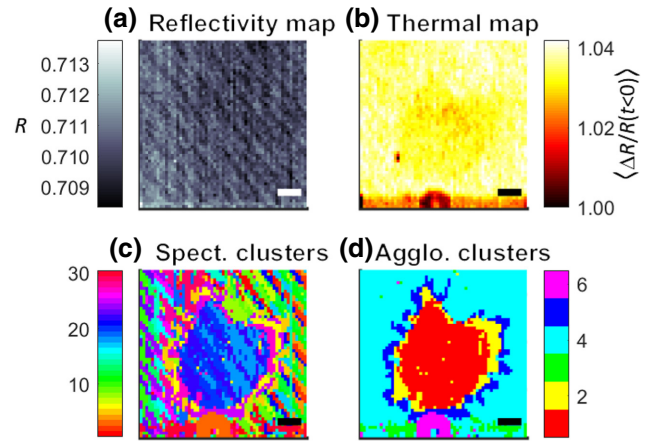 (a) Reflectivity map
(b) Thermal map
0.713
0.712
0.711
0.710
0.709
R
1.04
1.02
1.00
⟨ΔR/R(t<0)⟩
(c) Spect. clusters
(d) Agglo. clusters
30
20
10
6
4
2